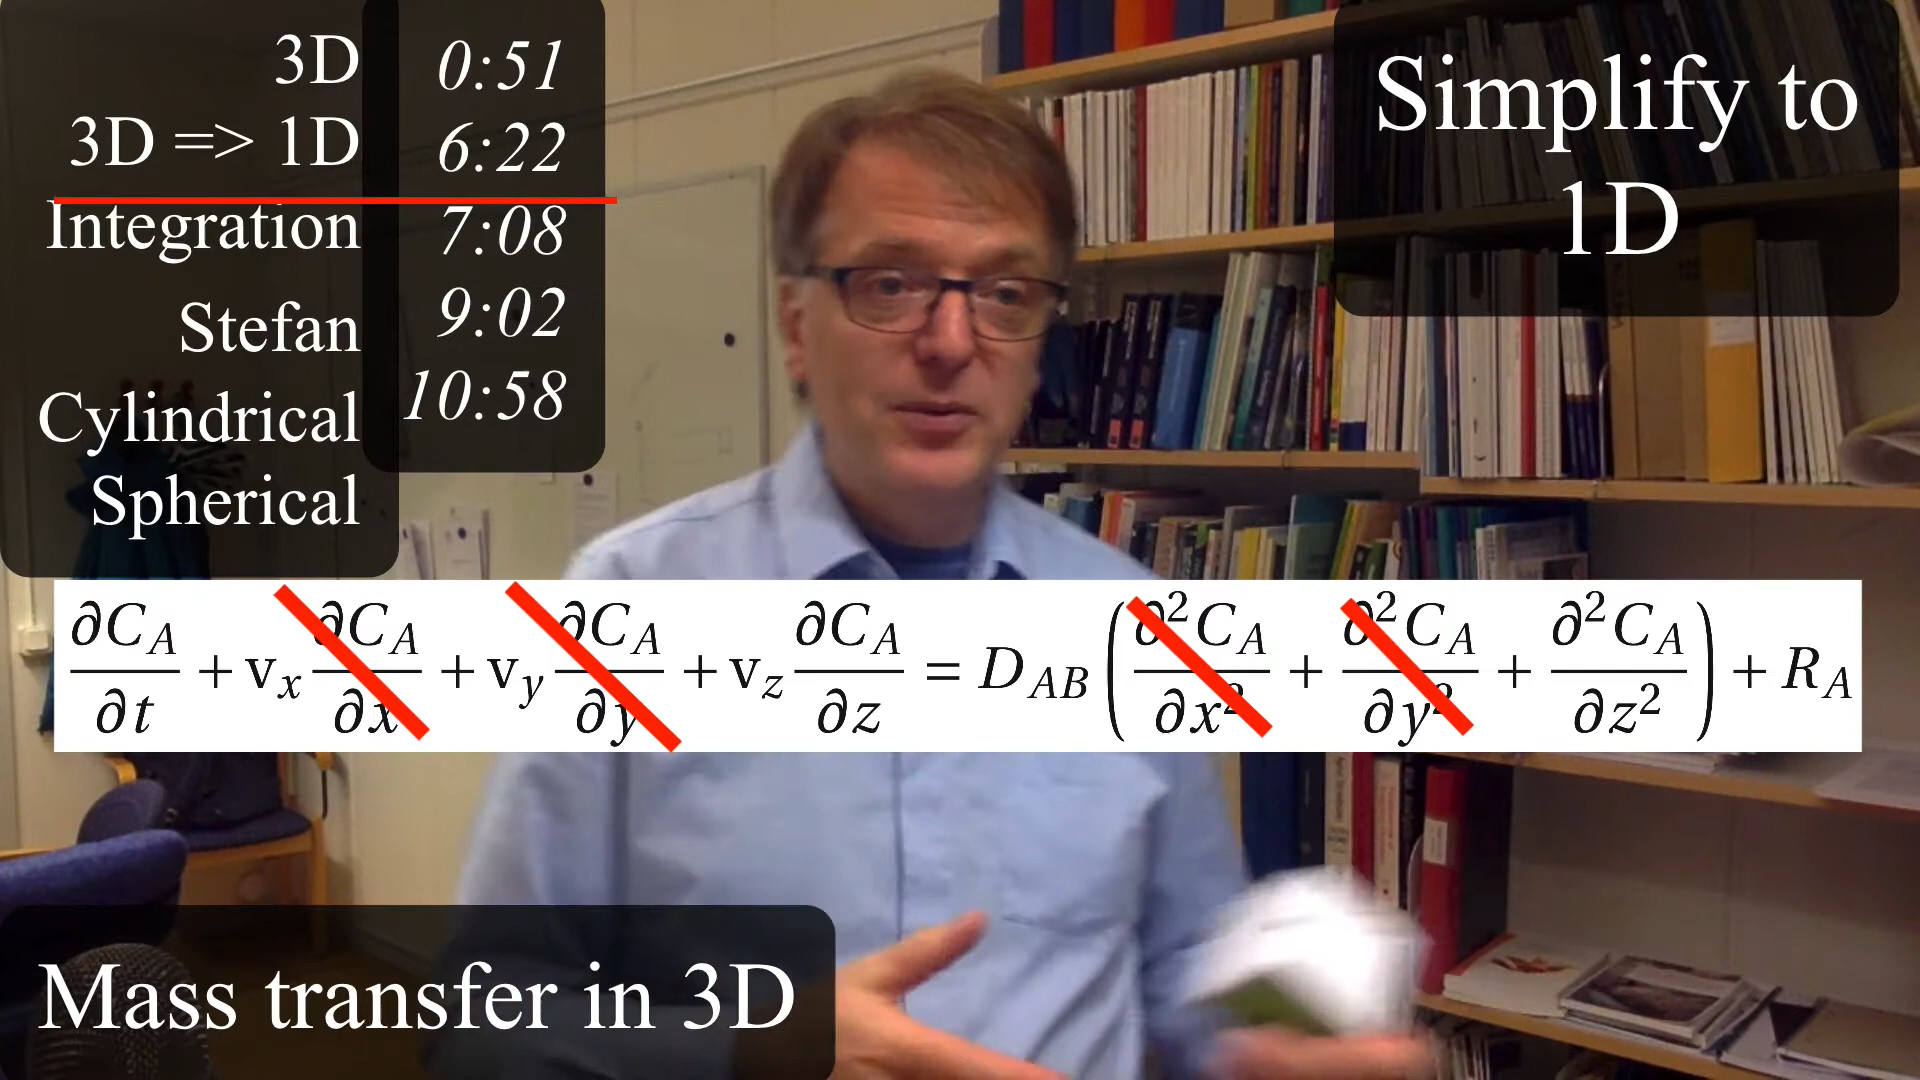 3D 0:51
3D => 1D 6:22
Integration 7:08
Stefan 9:02
Cylindrical 10:58
Spherical
Simplify to
1D
∂C_A/∂t + v_x ∂C_A/∂x + v_y ∂C_A/∂y + v_z ∂C_A/∂z = D_AB (∂²C_A/∂x² + ∂²C_A/∂y² + ∂²C_A/∂z²) + R_A
Mass transfer in 3D